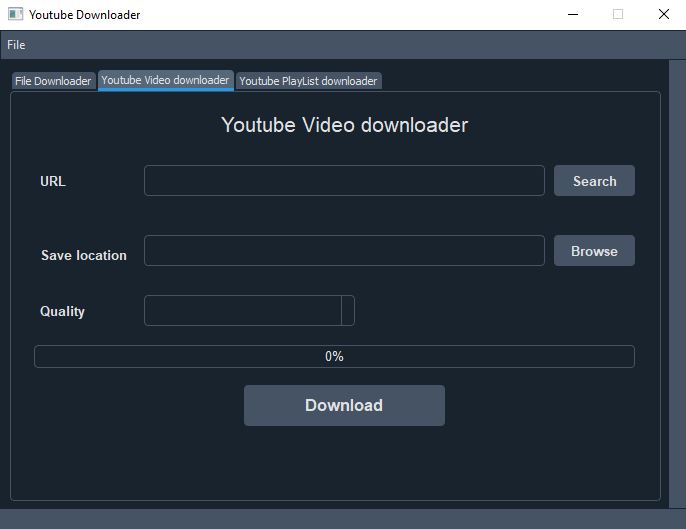 Youtube Downloader
File
File Downloader Youtube Video downloader Youtube PlayList downloader
Youtube Video downloader
URL Search
Save location Browse
Quality
0%
Download